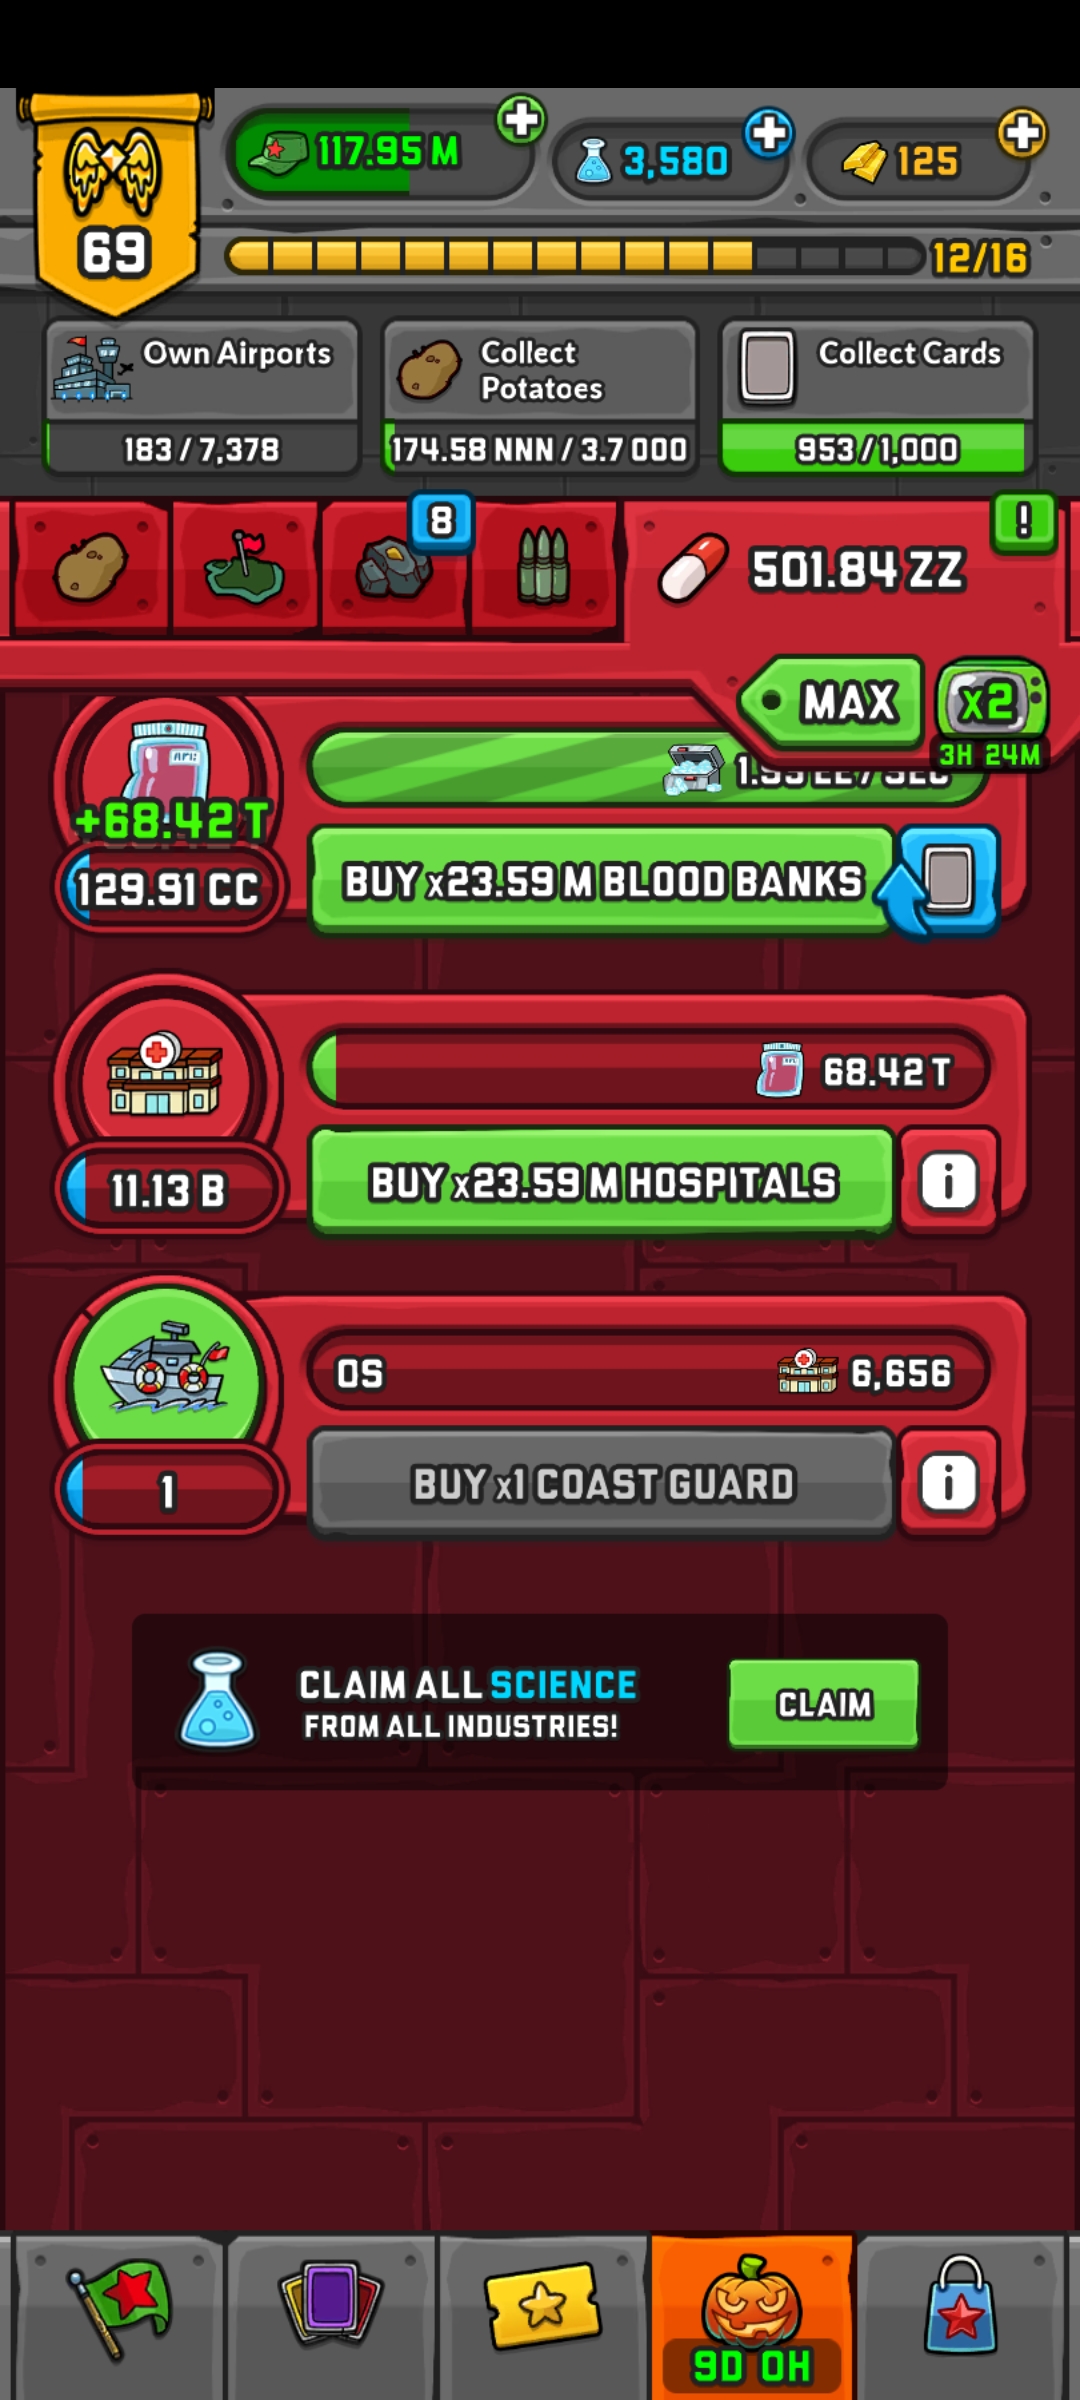 69
117.95 M
3,580
125
12/16
Own Airports
183 / 7,378
Collect
Potatoes
174.58 NNN / 3.7 OOO
Collect Cards
953 / 1,000
8
!
501.84 ZZ
MAX
x2
3H 24M
+68.42 T
129.91 CC
BUY x23.59 M BLOOD BANKS
68.42 T
11.13 B
BUY x23.59 M HOSPITALS
i
0S
6,656
1
BUY x1 COAST GUARD
i
CLAIM ALL SCIENCE
FROM ALL INDUSTRIES!
CLAIM
9D 0H